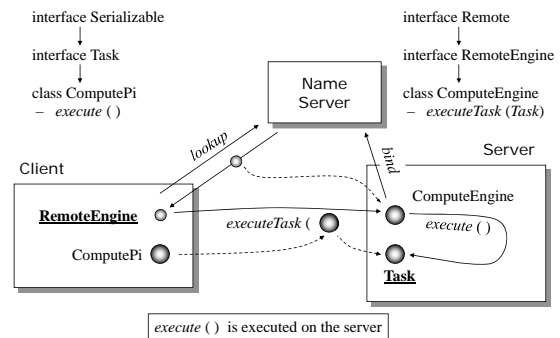 interface Serializable
interface Task
class ComputePi
– execute ( )
interface Remote
interface RemoteEngine
class ComputeEngine
– executeTask (Task)
Name
Server
lookup
bind
Client
Server
RemoteEngine
ComputePi
executeTask (
ComputeEngine
execute ( )
Task
execute ( ) is executed on the server